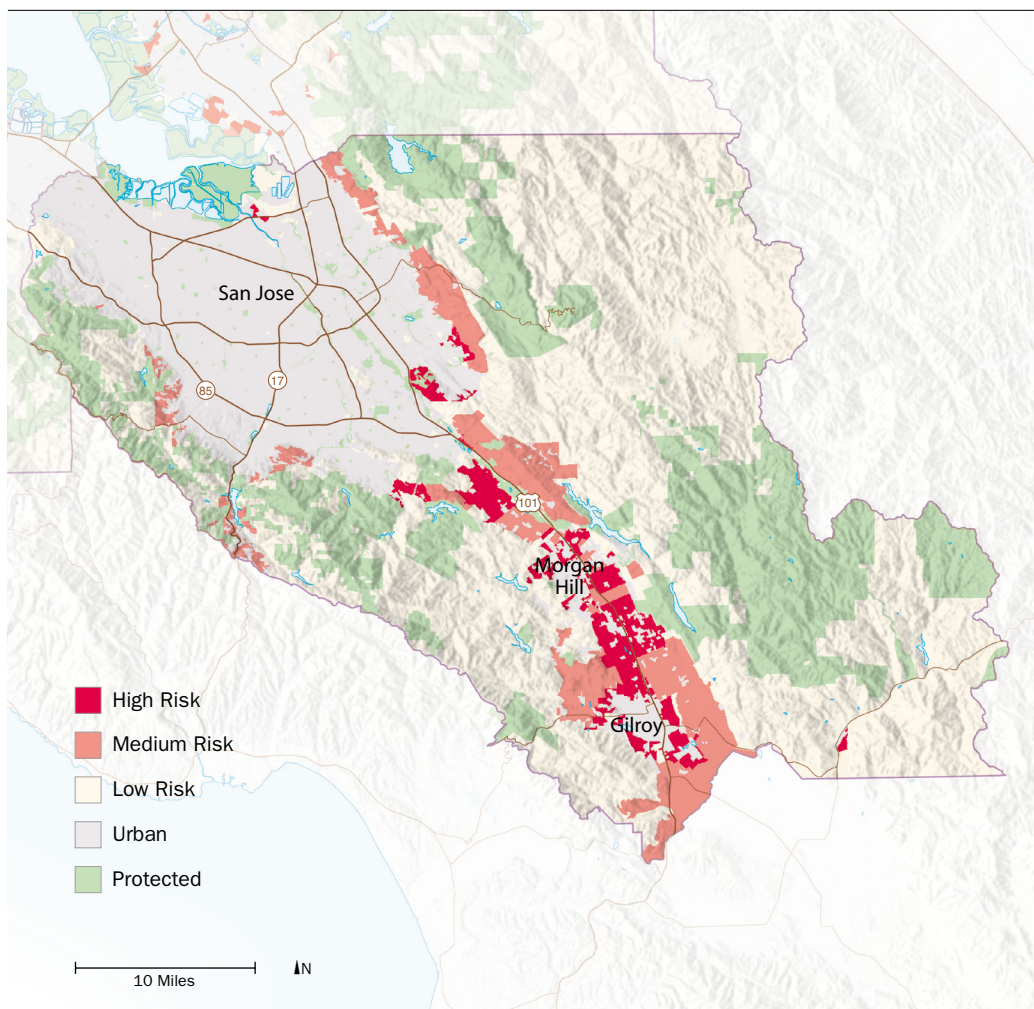 San Jose
85
17
101
Morgan
Hill
High Risk
Medium Risk
Gilroy
Low Risk
Urban
Protected
10 Miles
N